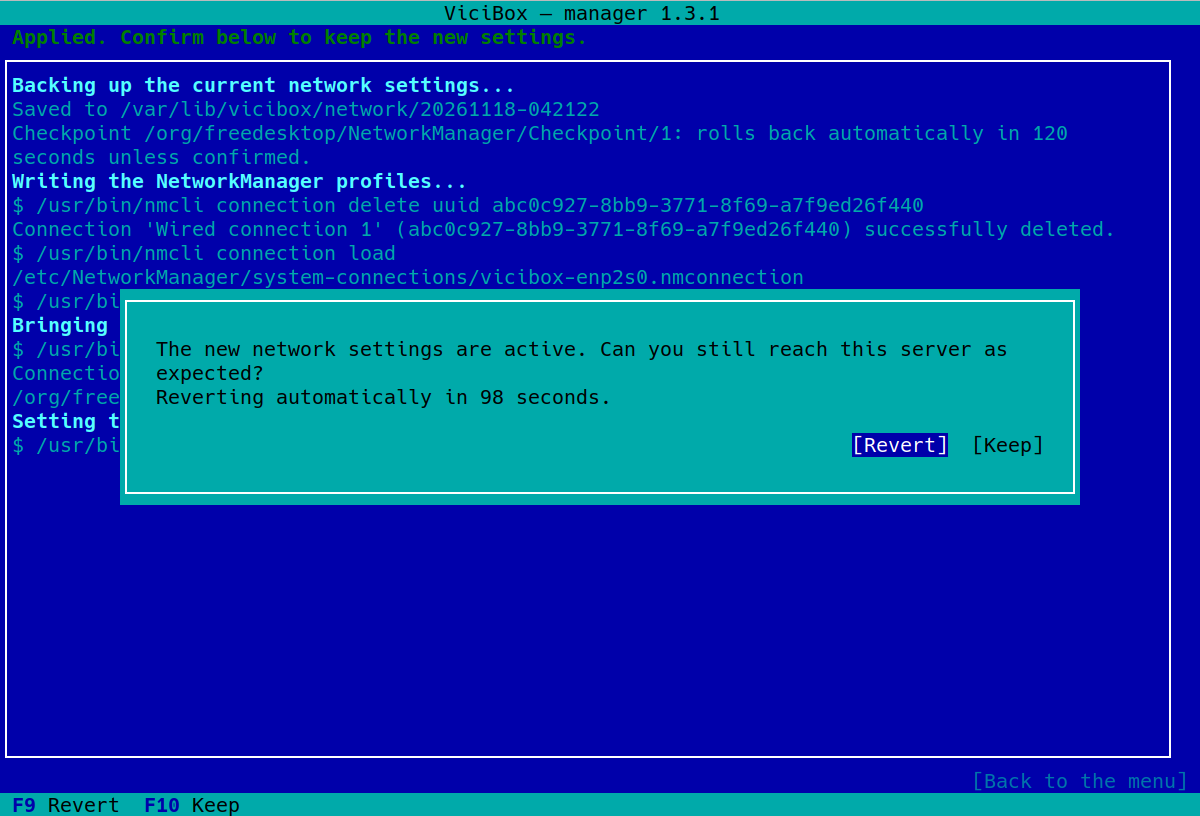 ViciBox — manager 1.3.1
Applied. Confirm below to keep the new settings.
Backing up the current network settings...
Saved to /var/lib/vicibox/network/20261118-042122
Checkpoint /org/freedesktop/NetworkManager/Checkpoint/1: rolls back automatically in 120
seconds unless confirmed.
Writing the NetworkManager profiles...
$ /usr/bin/nmcli connection delete uuid abc0c927-8bb9-3771-8f69-a7f9ed26f440
Connection 'Wired connection 1' (abc0c927-8bb9-3771-8f69-a7f9ed26f440) successfully deleted.
$ /usr/bin/nmcli connection load
/etc/NetworkManager/system-connections/vicibox-enp2s0.nmconnection
$ /usr/bi
Bringing
$ /usr/bi
Connectio
/org/free
Setting t
$ /usr/bi
The new network settings are active. Can you still reach this server as
expected?
Reverting automatically in 98 seconds.
[Revert] [Keep]
[Back to the menu]
F9 Revert F10 Keep